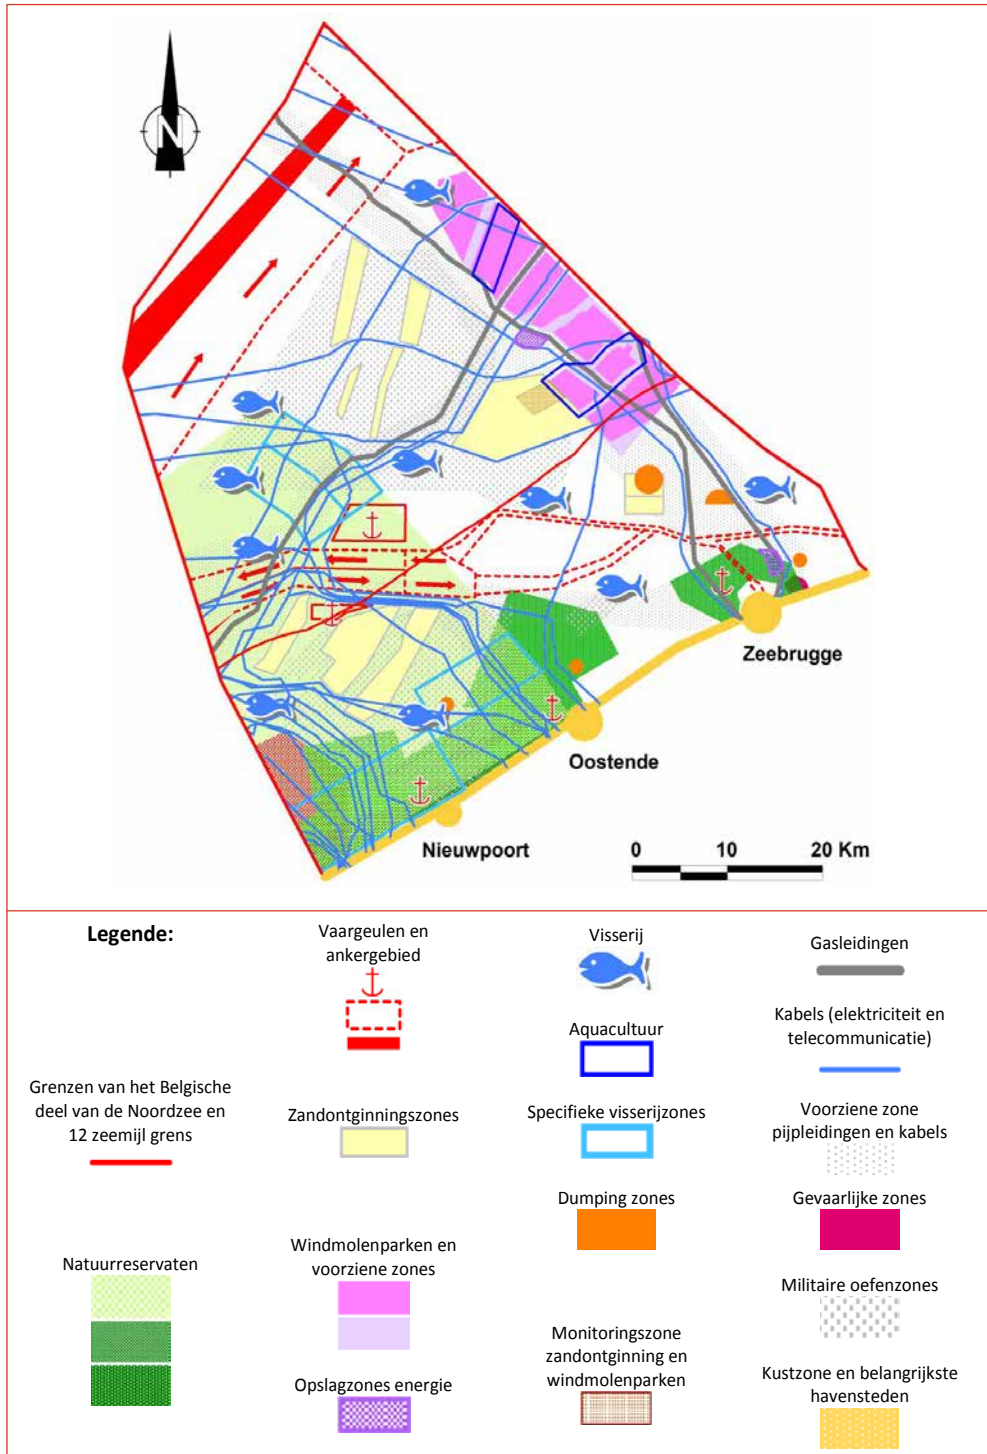 N
Zeebrugge
Oostende
Nieuwpoort
0 10 20 Km
Legende:
Grenzen van het Belgische
deel van de Noordzee en
12 zeemijl grens
Natuurreservaten
Vaargeulen en
ankergebied
Zandontginningszones
Windmolenparken en
voorziene zones
Opslagzones energie
Visserij
Aquacultuur
Specifieke visserijzones
Dumping zones
Monitoringszone
zandontginning en
windmolenparken
Gasleidingen
Kabels (elektriciteit en
telecommunicatie)
Voorziene zone
pijpleidingen en kabels
Gevaarlijke zones
Militaire oefenzones
Kustzone en belangrijkste
havensteden